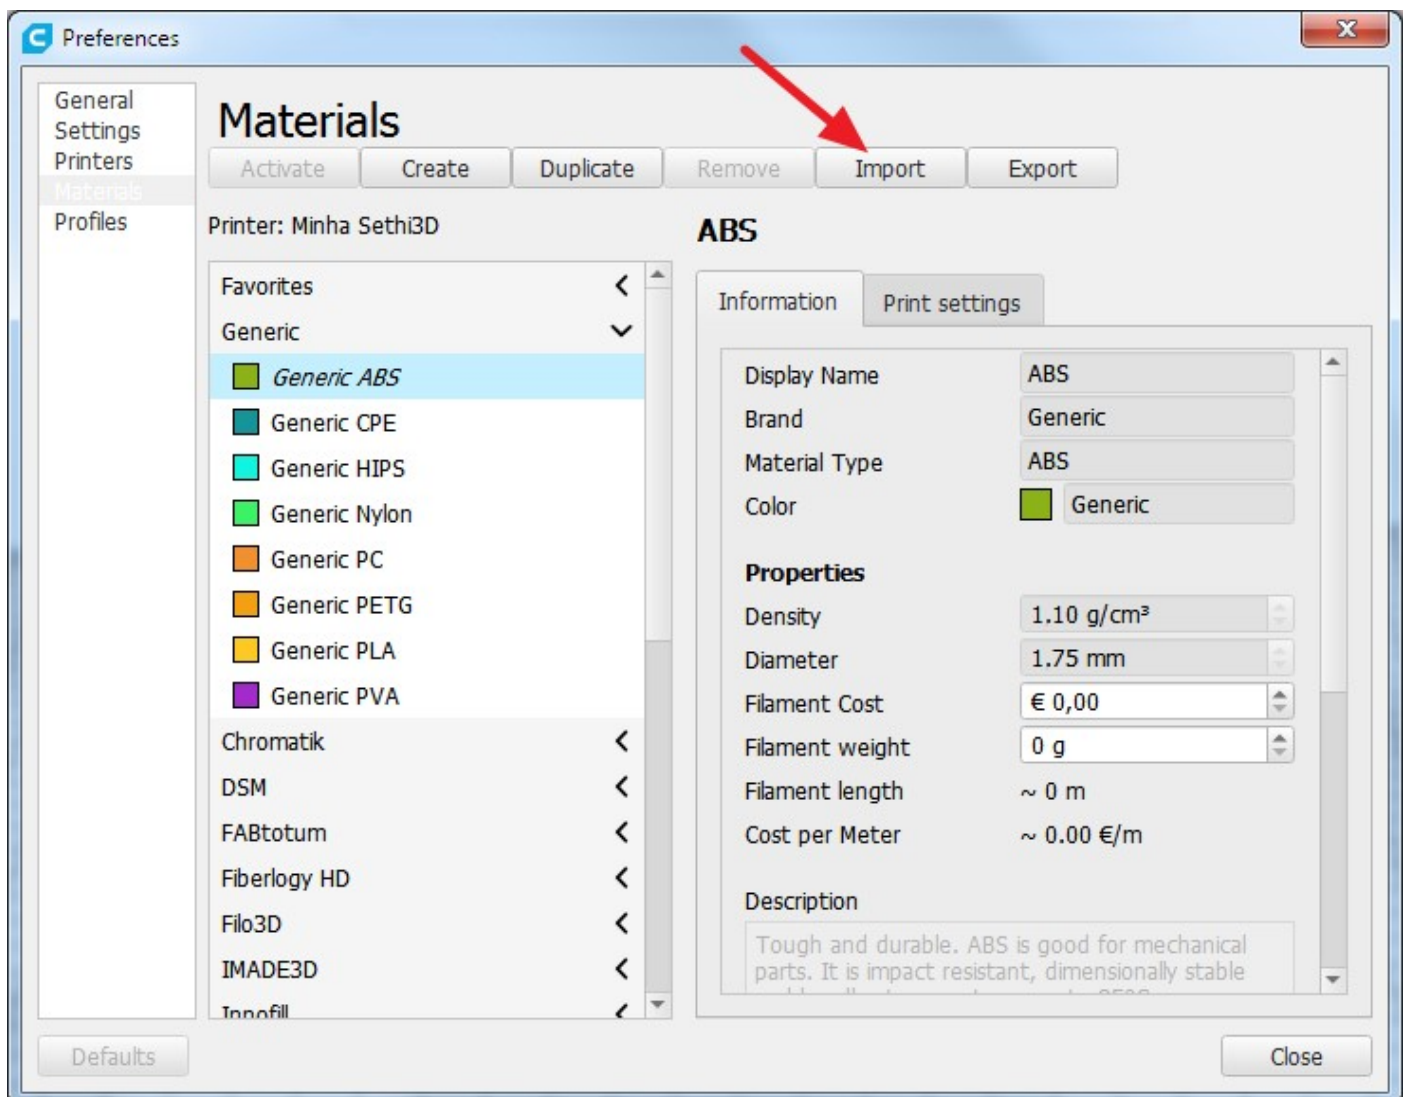 Preferences
General
Settings
Printers
Materials
Profiles
Materials
Activate Create Duplicate Remove Import Export
Printer: Minha Sethi3D
Favorites
Generic
Generic ABS
Generic CPE
Generic HIPS
Generic Nylon
Generic PC
Generic PETG
Generic PLA
Generic PVA
Chromatik
DSM
FABtotum
Fiberlogy HD
Filo3D
IMADE3D
Innofill
ABS
Information Print settings
Display Name ABS
Brand Generic
Material Type ABS
Color Generic
Properties
Density 1.10 g/cm³
Diameter 1.75 mm
Filament Cost € 0,00
Filament weight 0 g
Filament length ~ 0 m
Cost per Meter ~ 0.00 €/m
Description
Tough and durable. ABS is good for mechanical
parts. It is impact resistant, dimensionally stable
Defaults Close